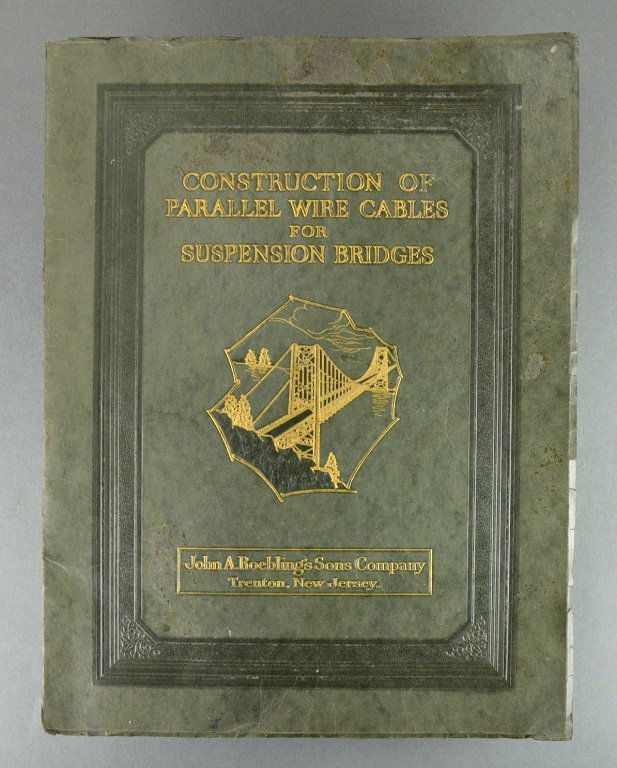 CONSTRUCTION OF
PARALLEL WIRE CABLES
FOR
SUSPENSION BRIDGES
John A. Roebling's Sons Company
Trenton, New Jersey.